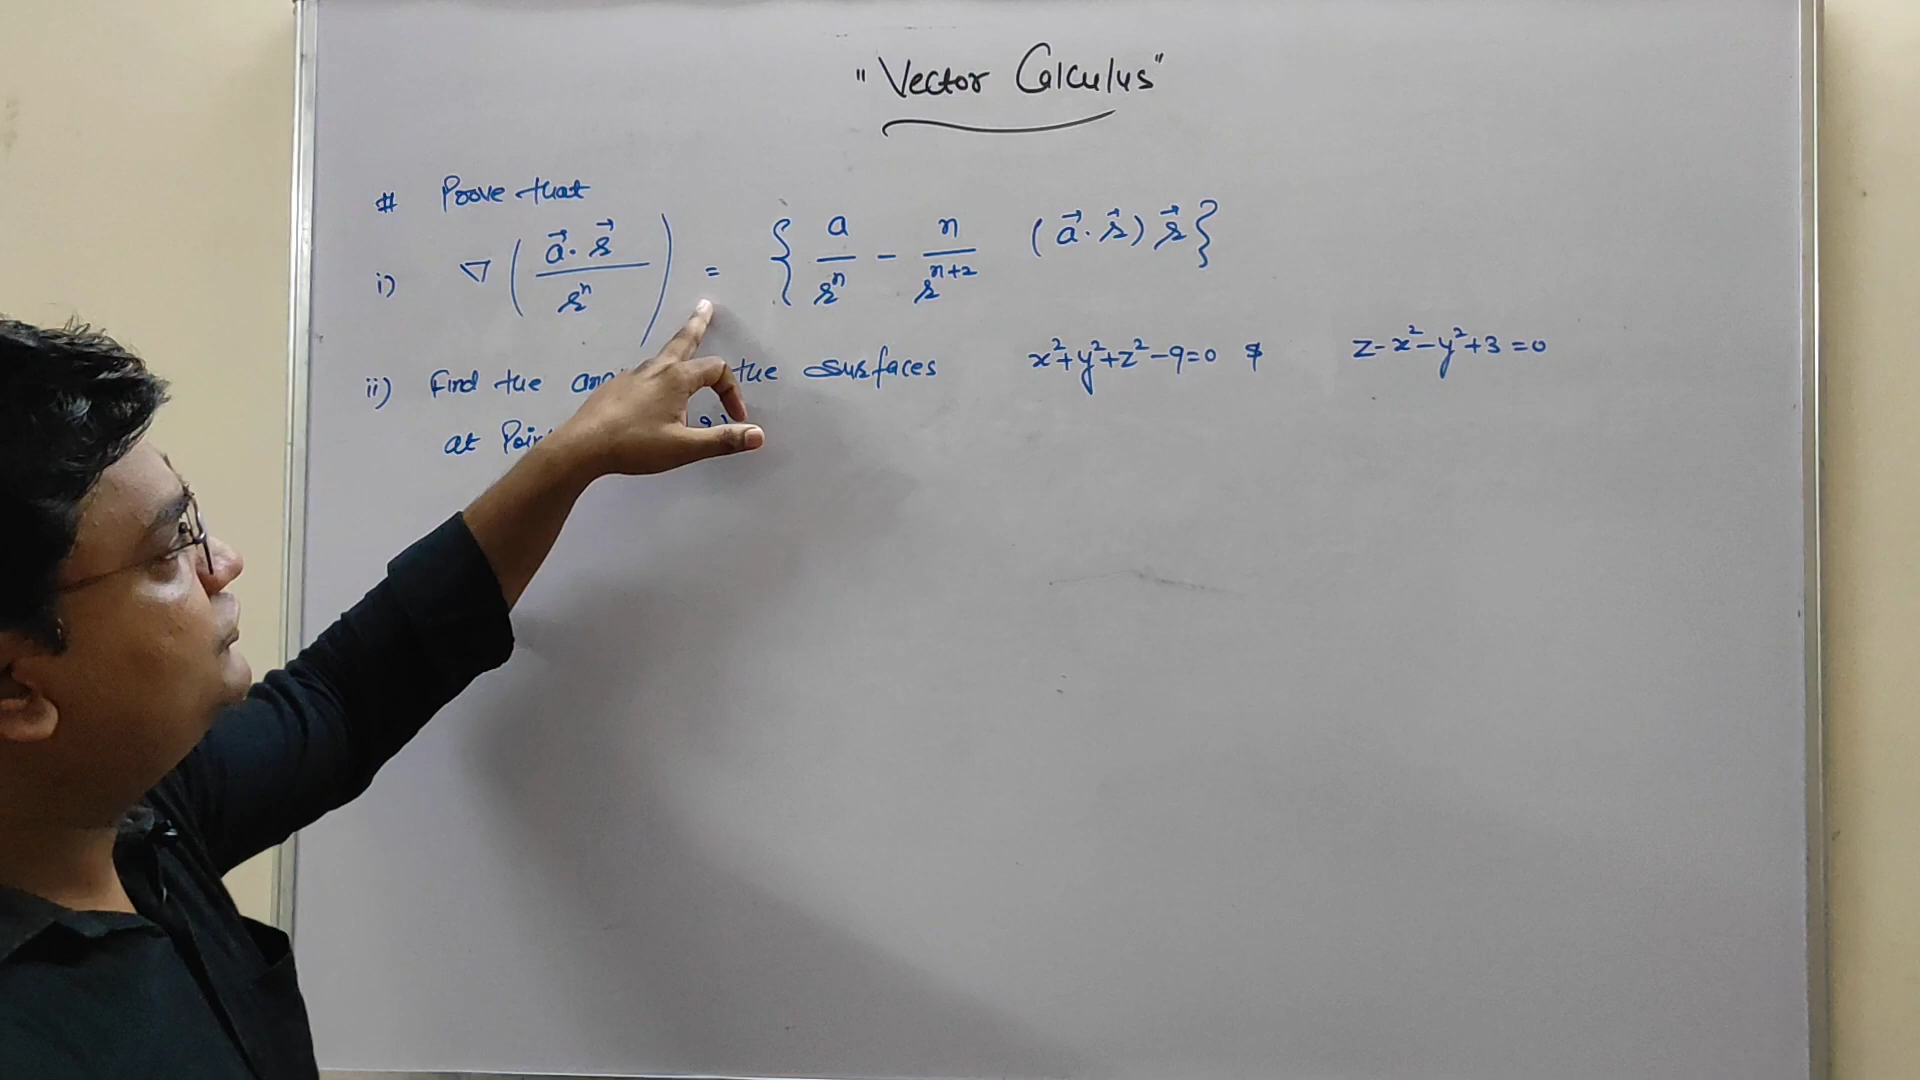 "Vector Calculus"
# Prove that
i) ∇ ( a⃗ · r⃗ / rⁿ ) = { a / rⁿ − n / rⁿ⁺² (a⃗ · r⃗) r⃗ }
ii) Find the the surfaces x²+y²+z²−9=0 & z−x²−y²+3=0
at